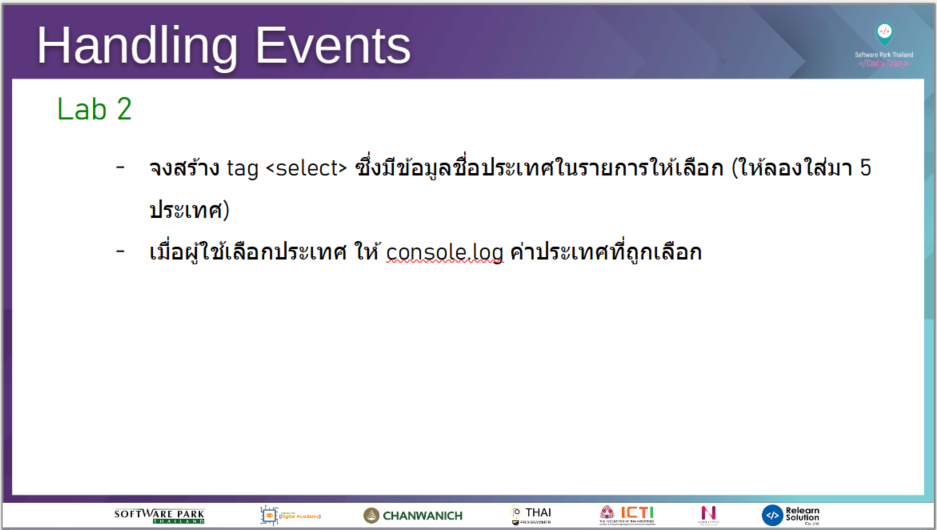 Handling Events
Software Park Thailand
Lab 2
- จงสร้าง tag <select> ซึ่งมีข้อมูลชื่อประเทศในรายการให้เลือก (ให้ลองใส่มา 5
ประเทศ)
- เมื่อผู้ใช้เลือกประเทศ ให้ console.log ค่าประเทศที่ถูกเลือก
SOFTWARE PARK
THAILAND
Digital Academy
CHANWANICH
THAI
PROGRAMMER
ICTI
Relearn
Solution
Co.,Ltd